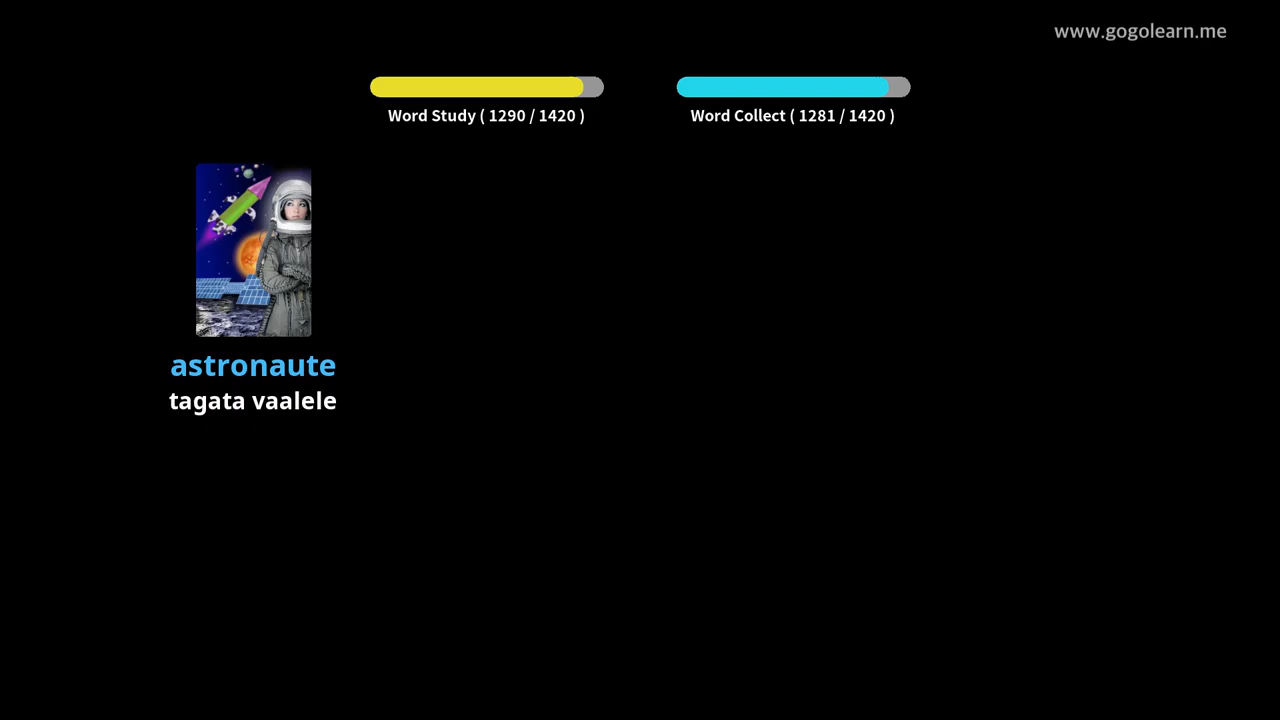 www.gogolearn.me
Word Study ( 1290 / 1420 )
Word Collect ( 1281 / 1420 )
astronaute
tagata vaalele